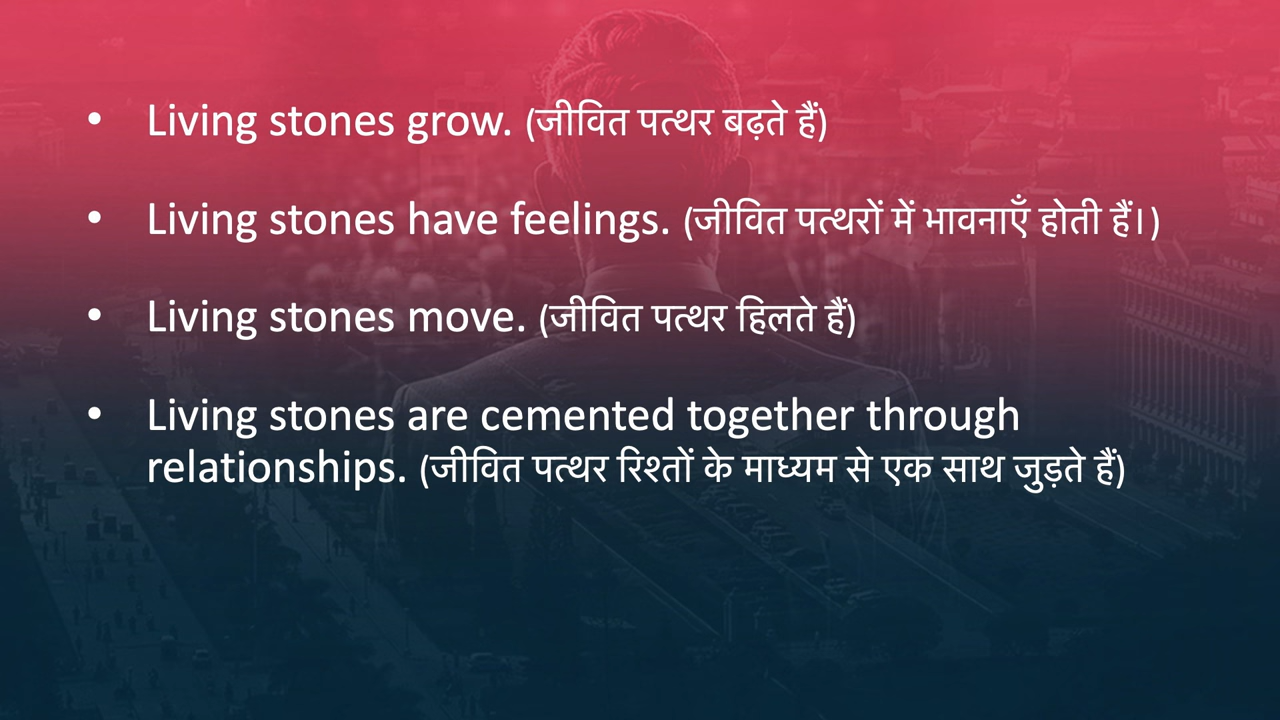 • Living stones grow. (जीवित पत्थर बढ़ते हैं)
• Living stones have feelings. (जीवित पत्थरों में भावनाएँ होती हैं।)
• Living stones move. (जीवित पत्थर हिलते हैं)
• Living stones are cemented together through
relationships. (जीवित पत्थर रिश्तों के माध्यम से एक साथ जुड़ते हैं)